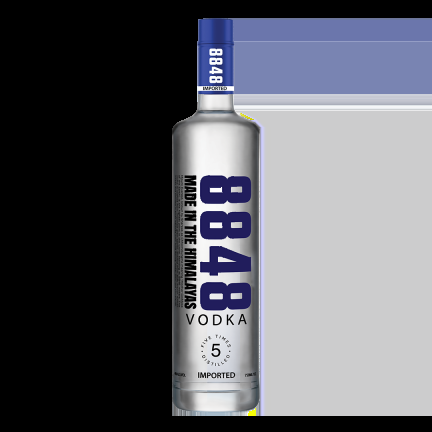 8848
IMPORTED
8848
MADE IN THE HIMALAYAS
VODKA
FIVE TIMES
5
DISTILLED
IMPORTED